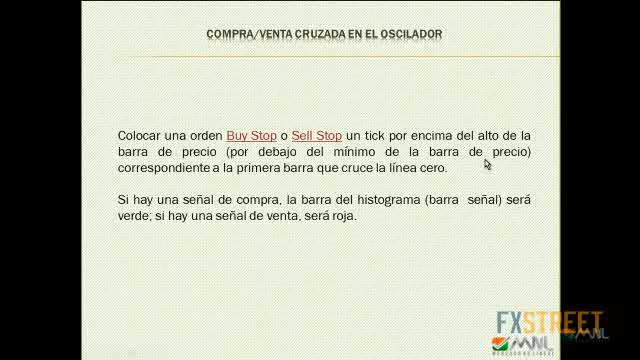 COMPRA/VENTA CRUZADA EN EL OSCILADOR
Colocar una orden Buy Stop o Sell Stop un tick por encima del alto de la
barra de precio (por debajo del mínimo de la barra de precio)
correspondiente a la primera barra que cruce la línea cero.
Si hay una señal de compra, la barra del histograma (barra señal) será
verde; si hay una señal de venta, será roja.
FXSTREET
MNL
MNL